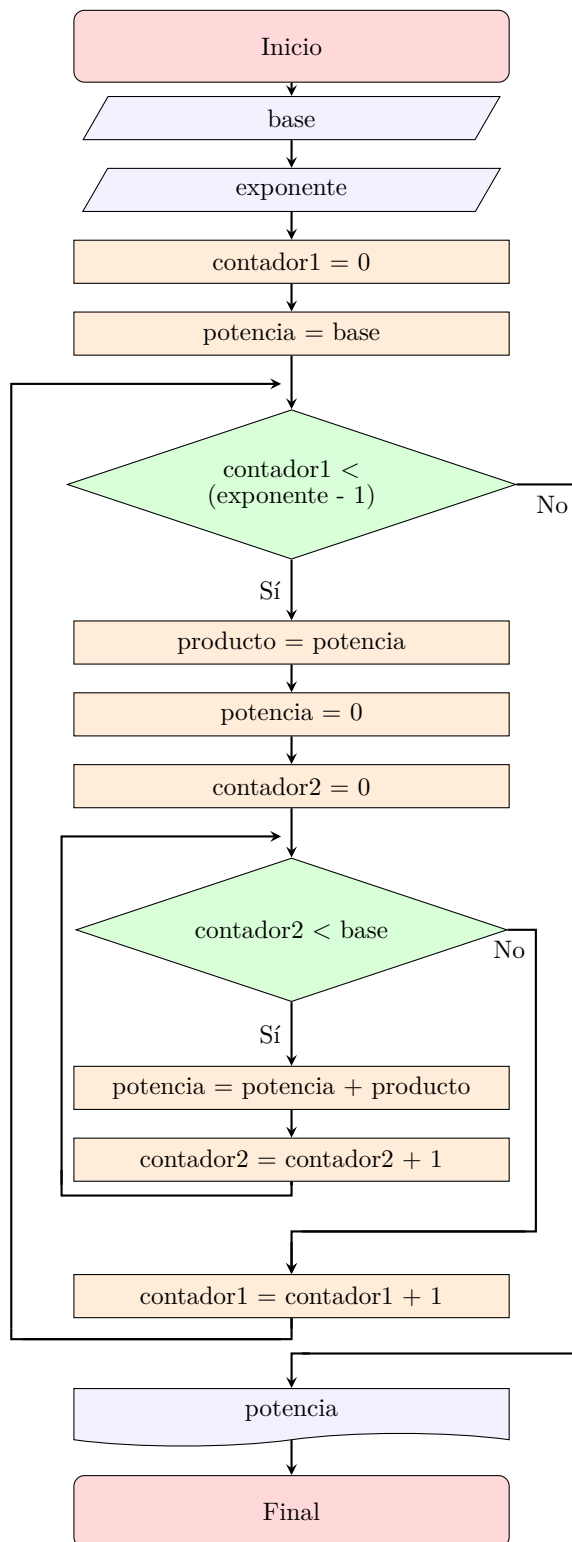 Inicio
base
exponente
contador1 = 0
potencia = base
contador1 <
(exponente - 1)
No
Sí
producto = potencia
potencia = 0
contador2 = 0
contador2 < base
No
Sí
potencia = potencia + producto
contador2 = contador2 + 1
contador1 = contador1 + 1
potencia
Final